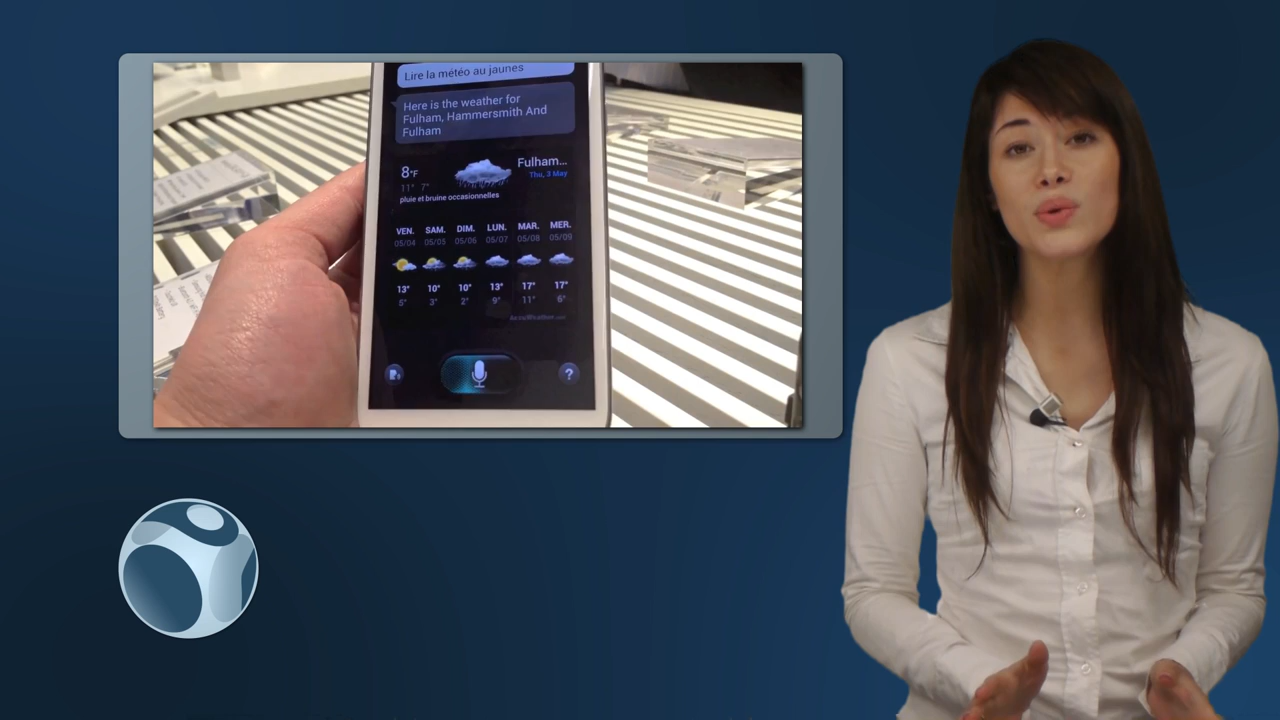 Lire la météo au jaunes
Here is the weather for
Fulham, Hammersmith And
Fulham
8°F
11° 7°
Fulham...
Thu, 3 May
pluie et bruine occasionnelles
VEN. SAM. DIM. LUN. MAR. MER.
05/04 05/05 05/06 05/07 05/08 05/09
13° 10° 10° 13° 17° 17°
5° 3° 2° 9° 11° 6°
AccuWeather.com
?